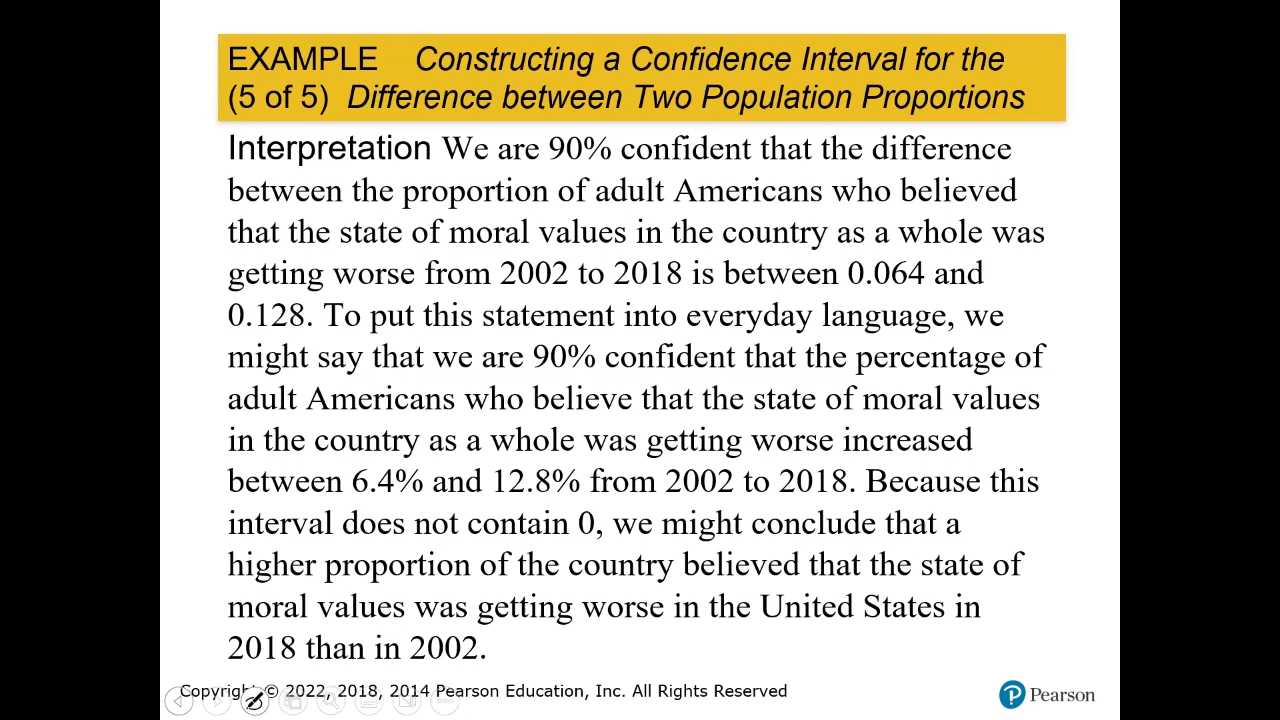 EXAMPLE Constructing a Confidence Interval for the
(5 of 5) Difference between Two Population Proportions
Interpretation We are 90% confident that the difference
between the proportion of adult Americans who believed
that the state of moral values in the country as a whole was
getting worse from 2002 to 2018 is between 0.064 and
0.128. To put this statement into everyday language, we
might say that we are 90% confident that the percentage of
adult Americans who believe that the state of moral values
in the country as a whole was getting worse increased
between 6.4% and 12.8% from 2002 to 2018. Because this
interval does not contain 0, we might conclude that a
higher proportion of the country believed that the state of
moral values was getting worse in the United States in
2018 than in 2002.
Copyright © 2022, 2018, 2014 Pearson Education, Inc. All Rights Reserved
P Pearson